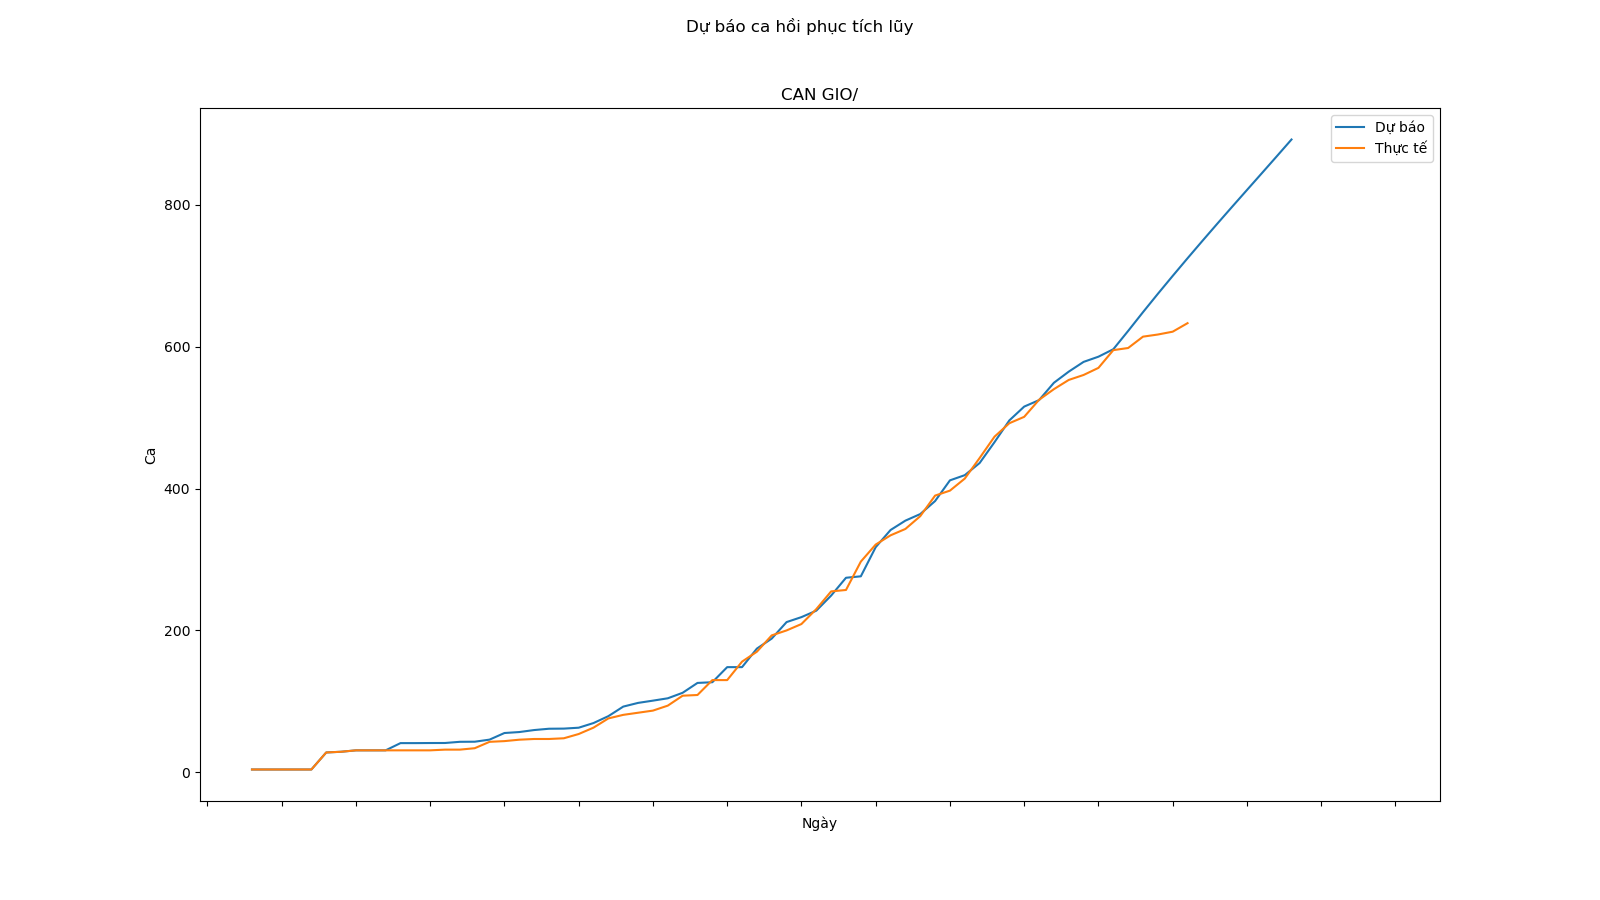 Dự báo ca hồi phục tích lũy
CAN GIO/
Dự báo
Thực tế
800
600
400
200
0
Ca
Ngày